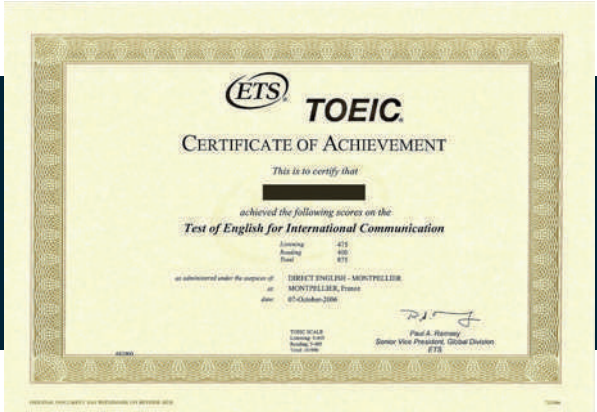 ETS
TOEIC.
CERTIFICATE OF ACHIEVEMENT
This is to certify that
achieved the following scores on the
Test of English for International Communication
Listening 475
Reading 400
Total 875
as administered under the auspices of: DIRECT ENGLISH - MONTPELLIER
at: MONTPELLIER, France
date: 07-October-2006
TOEIC SCALE
Paul A. Ramsey
Senior Vice President, Global Division
ETS